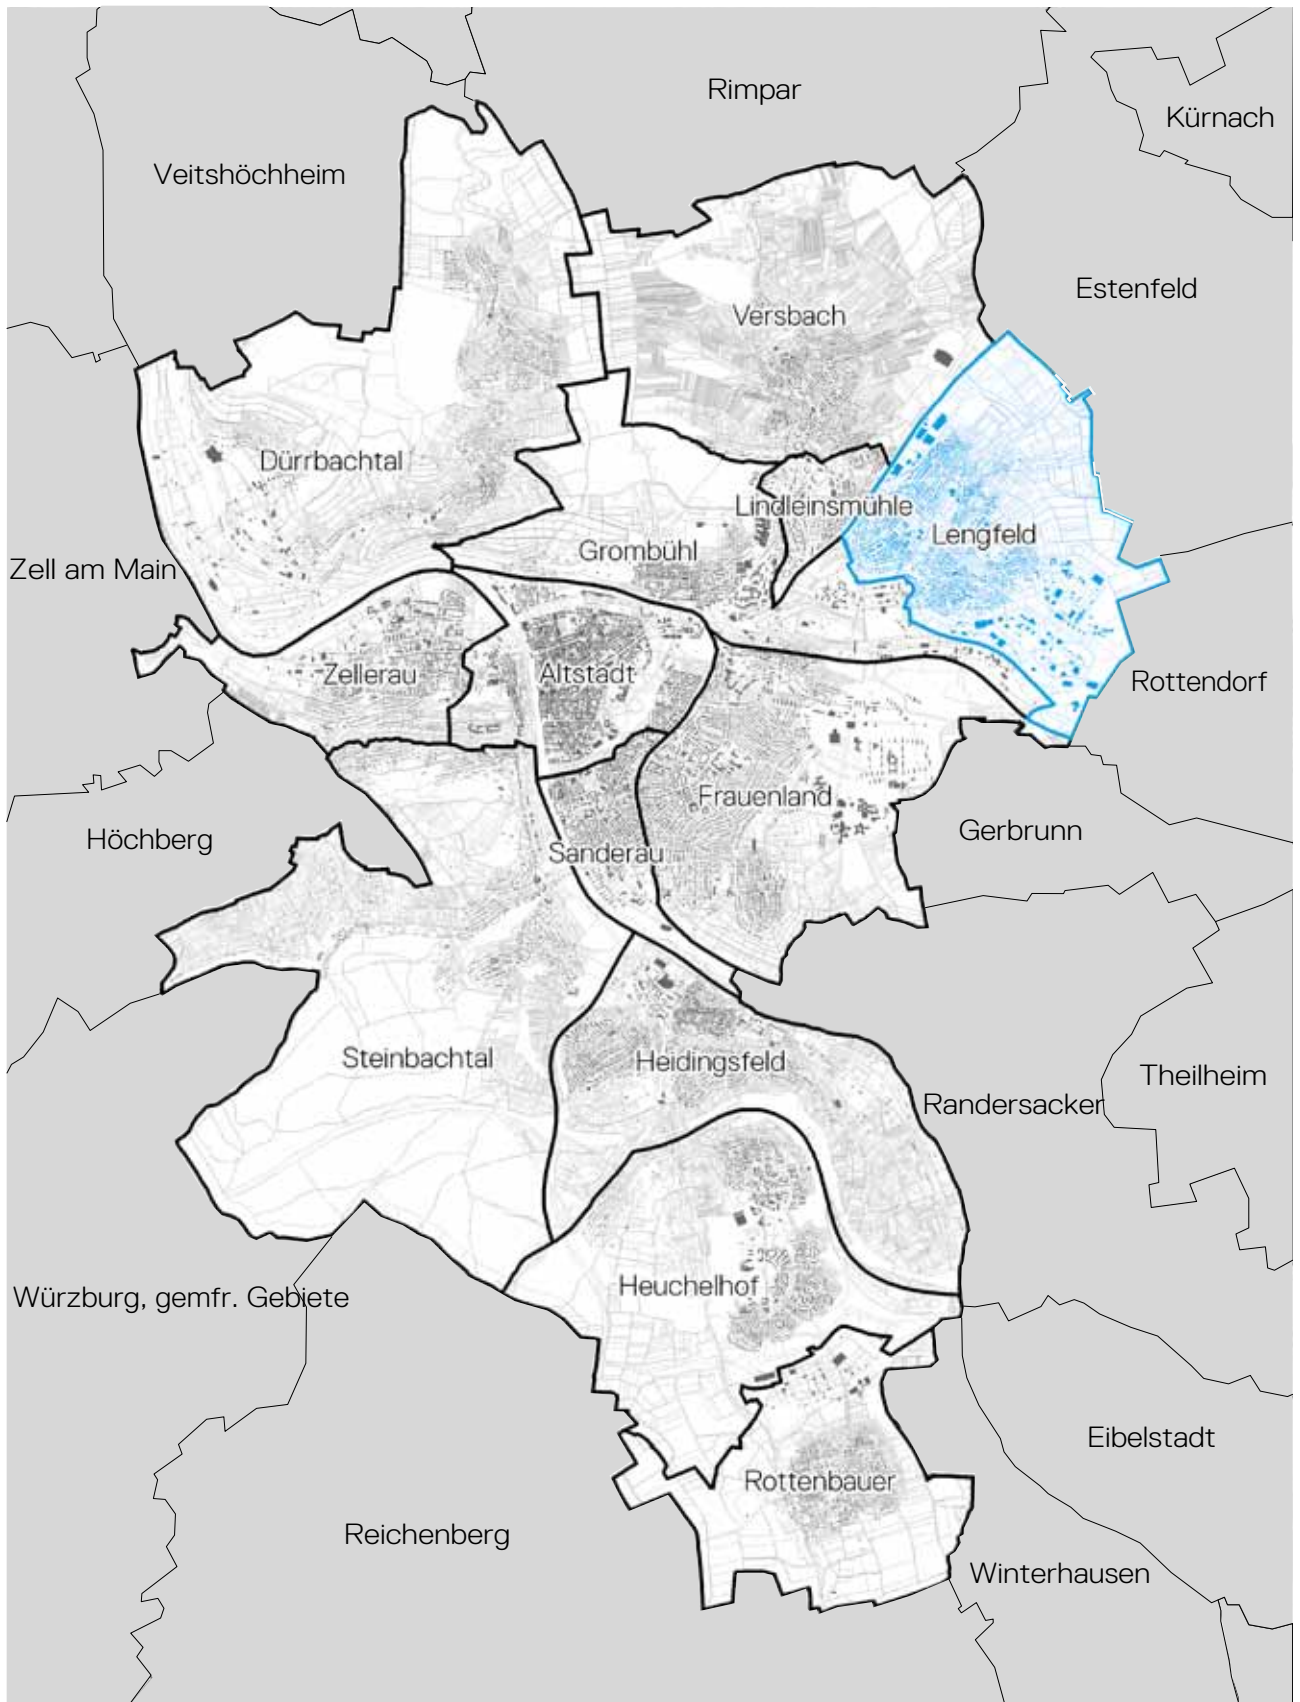 Rimpar
Kürnach
Veitshöchheim
Estenfeld
Versbach
Dürrbachtal
Lindleinsmühle
Lengfeld
Grombühl
Zell am Main
Zellerau
Altstadt
Rottendorf
Frauenland
Gerbrunn
Höchberg
Sanderau
Steinbachtal
Heidingsfeld
Theilheim
Randersacker
Heuchelhof
Würzburg, gemfr. Gebiete
Eibelstadt
Rottenbauer
Reichenberg
Winterhausen